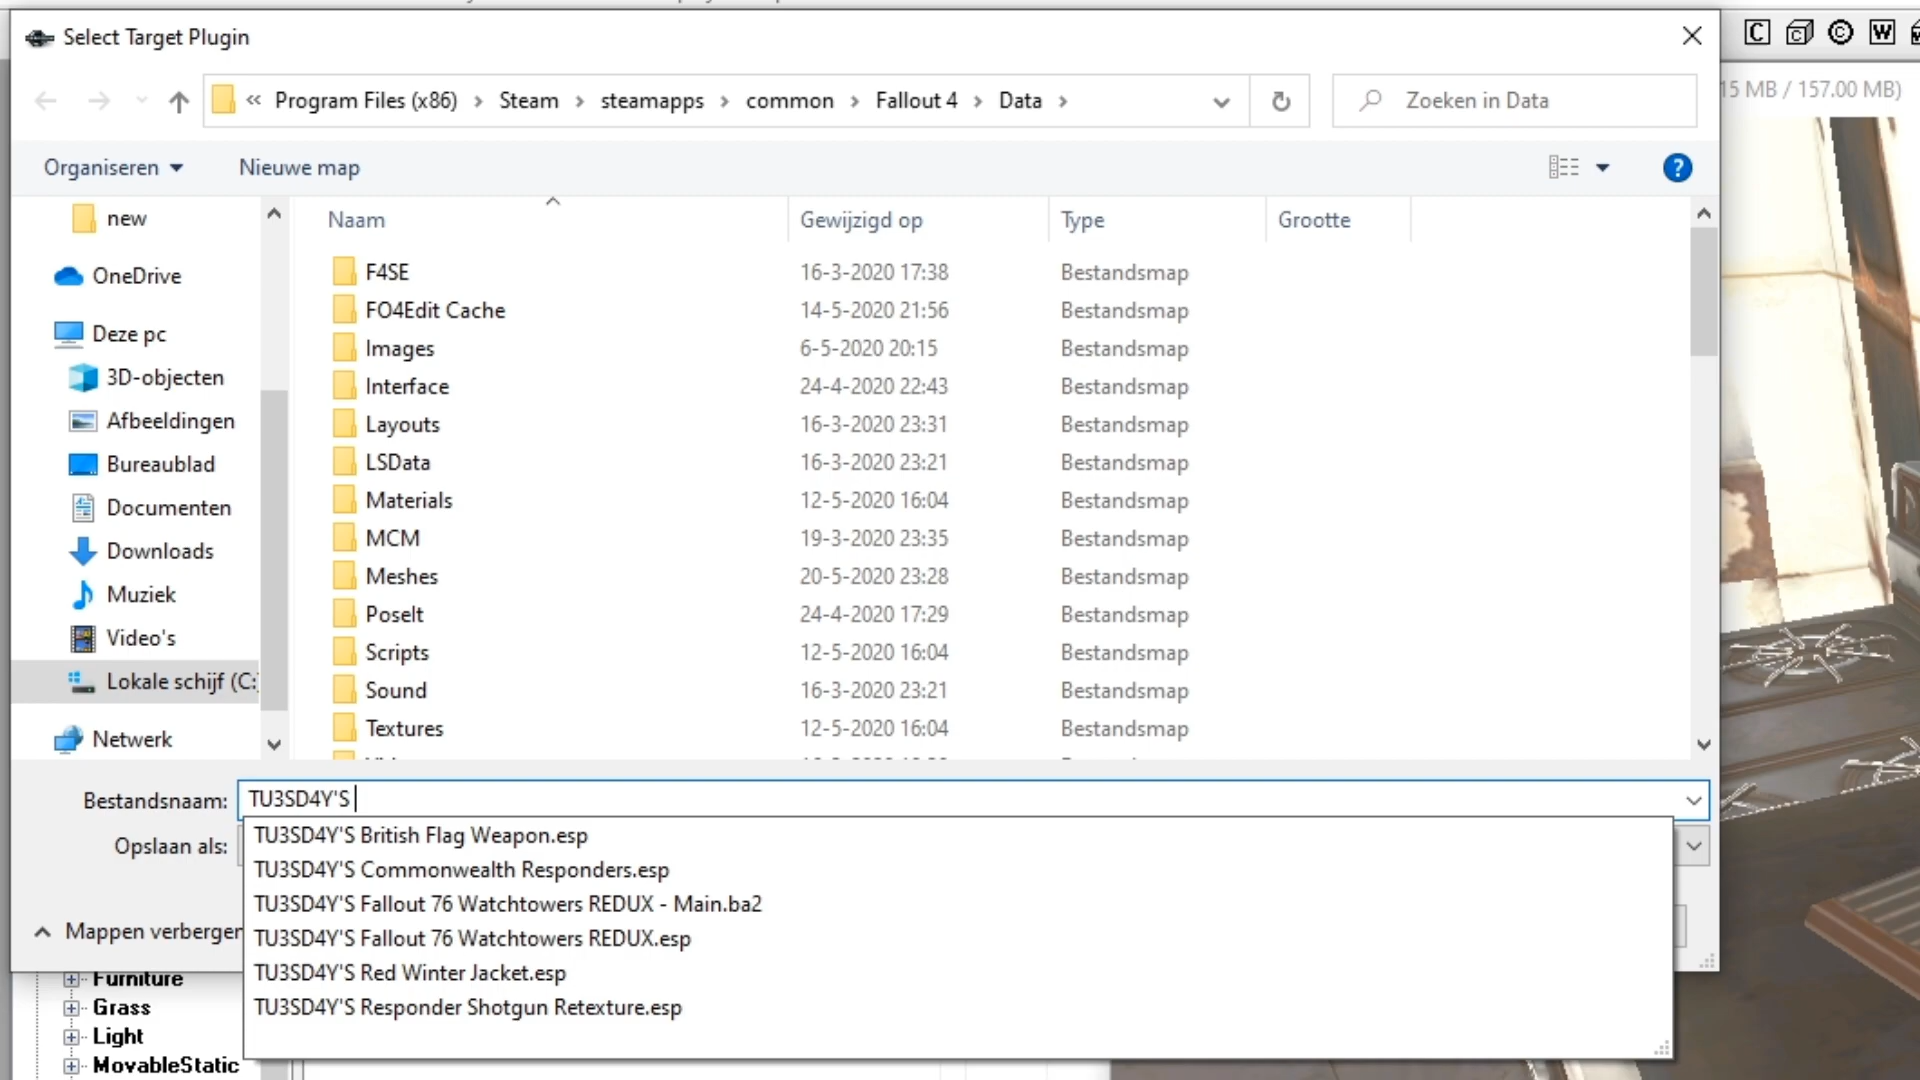 Select Target Plugin
15 MB / 157.00 MB)
« Program Files (x86) › Steam › steamapps › common › Fallout 4 › Data ›
Zoeken in Data
Organiseren
Nieuwe map
Naam
Gewijzigd op
Type
Grootte
new
OneDrive
Deze pc
3D-objecten
Afbeeldingen
Bureaublad
Documenten
Downloads
Muziek
Video's
Lokale schijf (C:)
Netwerk
F4SE 16-3-2020 17:38 Bestandsmap
FO4Edit Cache 14-5-2020 21:56 Bestandsmap
Images 6-5-2020 20:15 Bestandsmap
Interface 24-4-2020 22:43 Bestandsmap
Layouts 16-3-2020 23:31 Bestandsmap
LSData 16-3-2020 23:21 Bestandsmap
Materials 12-5-2020 16:04 Bestandsmap
MCM 19-3-2020 23:35 Bestandsmap
Meshes 20-5-2020 23:28 Bestandsmap
PoseIt 24-4-2020 17:29 Bestandsmap
Scripts 12-5-2020 16:04 Bestandsmap
Sound 16-3-2020 23:21 Bestandsmap
Textures 12-5-2020 16:04 Bestandsmap
Bestandsnaam: TU3SD4Y'S
Opslaan als:
TU3SD4Y'S British Flag Weapon.esp
TU3SD4Y'S Commonwealth Responders.esp
TU3SD4Y'S Fallout 76 Watchtowers REDUX - Main.ba2
TU3SD4Y'S Fallout 76 Watchtowers REDUX.esp
TU3SD4Y'S Red Winter Jacket.esp
TU3SD4Y'S Responder Shotgun Retexture.esp
Mappen verbergen
Furniture
Grass
Light
MovableStatic